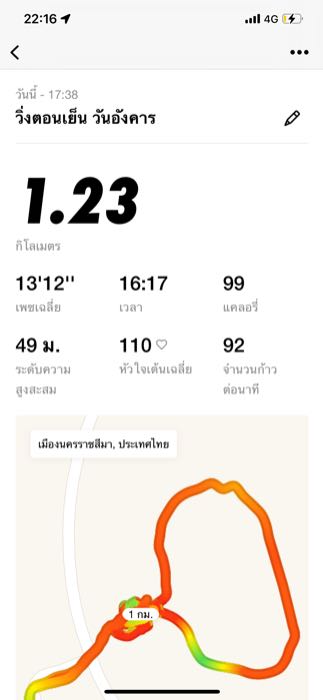 22:16
4G
วันนี้ - 17:38
วิ่งตอนเย็น วันอังคาร
1.23
กิโลเมตร
13'12'' 16:17 99
เพซเฉลี่ย เวลา แคลอรี่
49 ม. 110 92
ระดับความ หัวใจเต้นเฉลี่ย จำนวนก้าว
สูงสะสม ต่อนาที
เมืองนครราชสีมา, ประเทศไทย
1 กม.